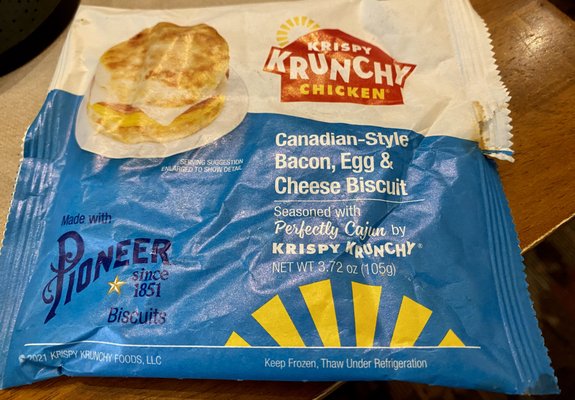 KRISPY
KRUNCHY
CHICKEN®
SERVING SUGGESTION
ENLARGED TO SHOW DETAIL
Canadian-Style
Bacon, Egg &
Cheese Biscuit
Seasoned with
Perfectly Cajun by
KRISPY KRUNCHY®
NET WT 3.72 oz (105g)
Made with
PIONEER
since
1851
Biscuits
© 2021 KRISPY KRUNCHY FOODS, LLC
Keep Frozen, Thaw Under Refrigeration